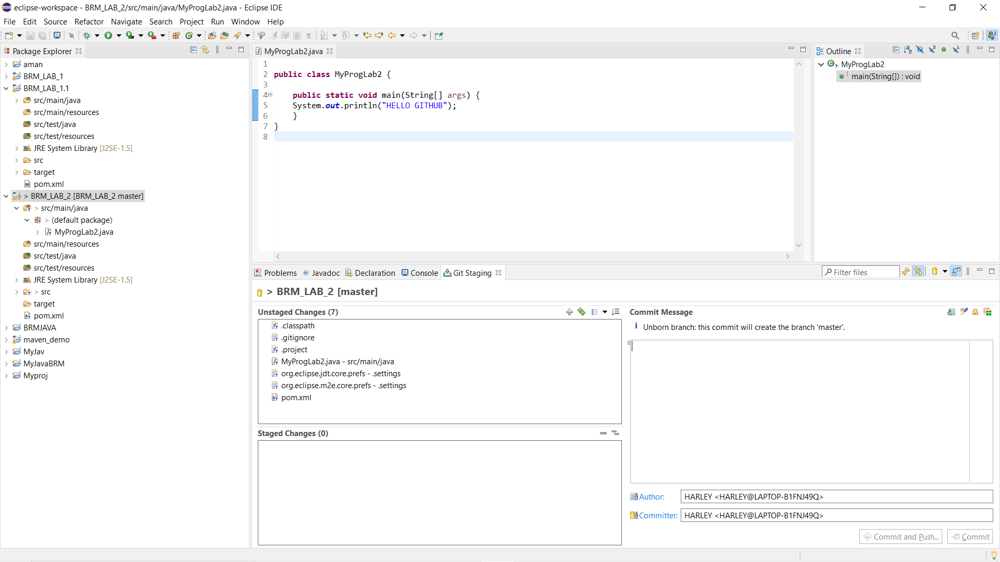 eclipse-workspace - BRM_LAB_2/src/main/java/MyProgLab2.java - Eclipse IDE
File Edit Source Refactor Navigate Search Project Run Window Help
Package Explorer
aman
BRM_LAB_1
BRM_LAB_1.1
src/main/java
src/main/resources
src/test/java
src/test/resources
JRE System Library [J2SE-1.5]
src
target
pom.xml
> BRM_LAB_2 [BRM_LAB_2 master]
> src/main/java
> (default package)
MyProgLab2.java
src/main/resources
src/test/java
src/test/resources
JRE System Library [J2SE-1.5]
> src
target
pom.xml
BRMJAVA
maven_demo
MyJav
MyJavaBRM
Myproj
MyProgLab2.java
1
2 public class MyProgLab2 {
3
4 public static void main(String[] args) {
5 System.out.println("HELLO GITHUB");
6 }
7 }
8
Outline
MyProgLab2
main(String[]) : void
Problems @ Javadoc Declaration Console Git Staging
Filter files
> BRM_LAB_2 [master]
Unstaged Changes (7)
.classpath
.gitignore
.project
MyProgLab2.java - src/main/java
org.eclipse.jdt.core.prefs - .settings
org.eclipse.m2e.core.prefs - .settings
pom.xml
Staged Changes (0)
Commit Message
Unborn branch: this commit will create the branch 'master'.
Author: HARLEY <HARLEY@LAPTOP-B1FNJ49Q>
Committer: HARLEY <HARLEY@LAPTOP-B1FNJ49Q>
Commit and Push... Commit